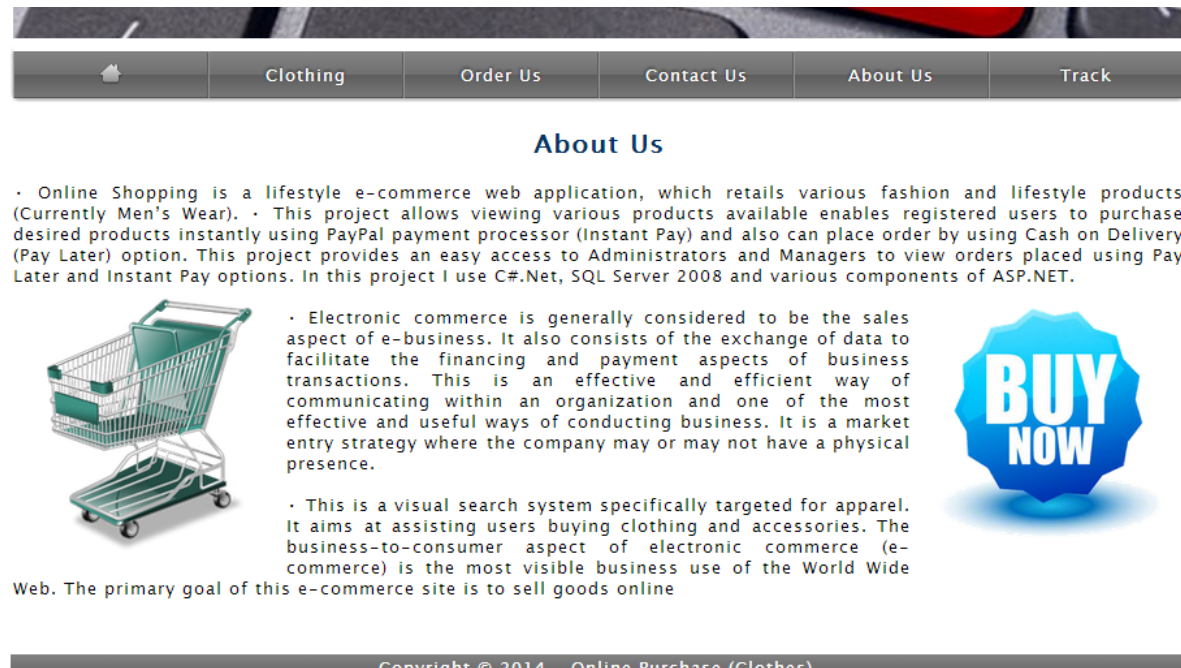 Clothing Order Us Contact Us About Us Track
About Us
· Online Shopping is a lifestyle e-commerce web application, which retails various fashion and lifestyle products
(Currently Men's Wear). · This project allows viewing various products available enables registered users to purchase
desired products instantly using PayPal payment processor (Instant Pay) and also can place order by using Cash on Delivery
(Pay Later) option. This project provides an easy access to Administrators and Managers to view orders placed using Pay
Later and Instant Pay options. In this project I use C#.Net, SQL Server 2008 and various components of ASP.NET.
· Electronic commerce is generally considered to be the sales
aspect of e-business. It also consists of the exchange of data to
facilitate the financing and payment aspects of business
transactions. This is an effective and efficient way of
communicating within an organization and one of the most
effective and useful ways of conducting business. It is a market
entry strategy where the company may or may not have a physical
presence.
BUY
NOW
· This is a visual search system specifically targeted for apparel.
It aims at assisting users buying clothing and accessories. The
business-to-consumer aspect of electronic commerce (e-
commerce) is the most visible business use of the World Wide
Web. The primary goal of this e-commerce site is to sell goods online
Copyright © 2014 Online Purchase (Clothes)